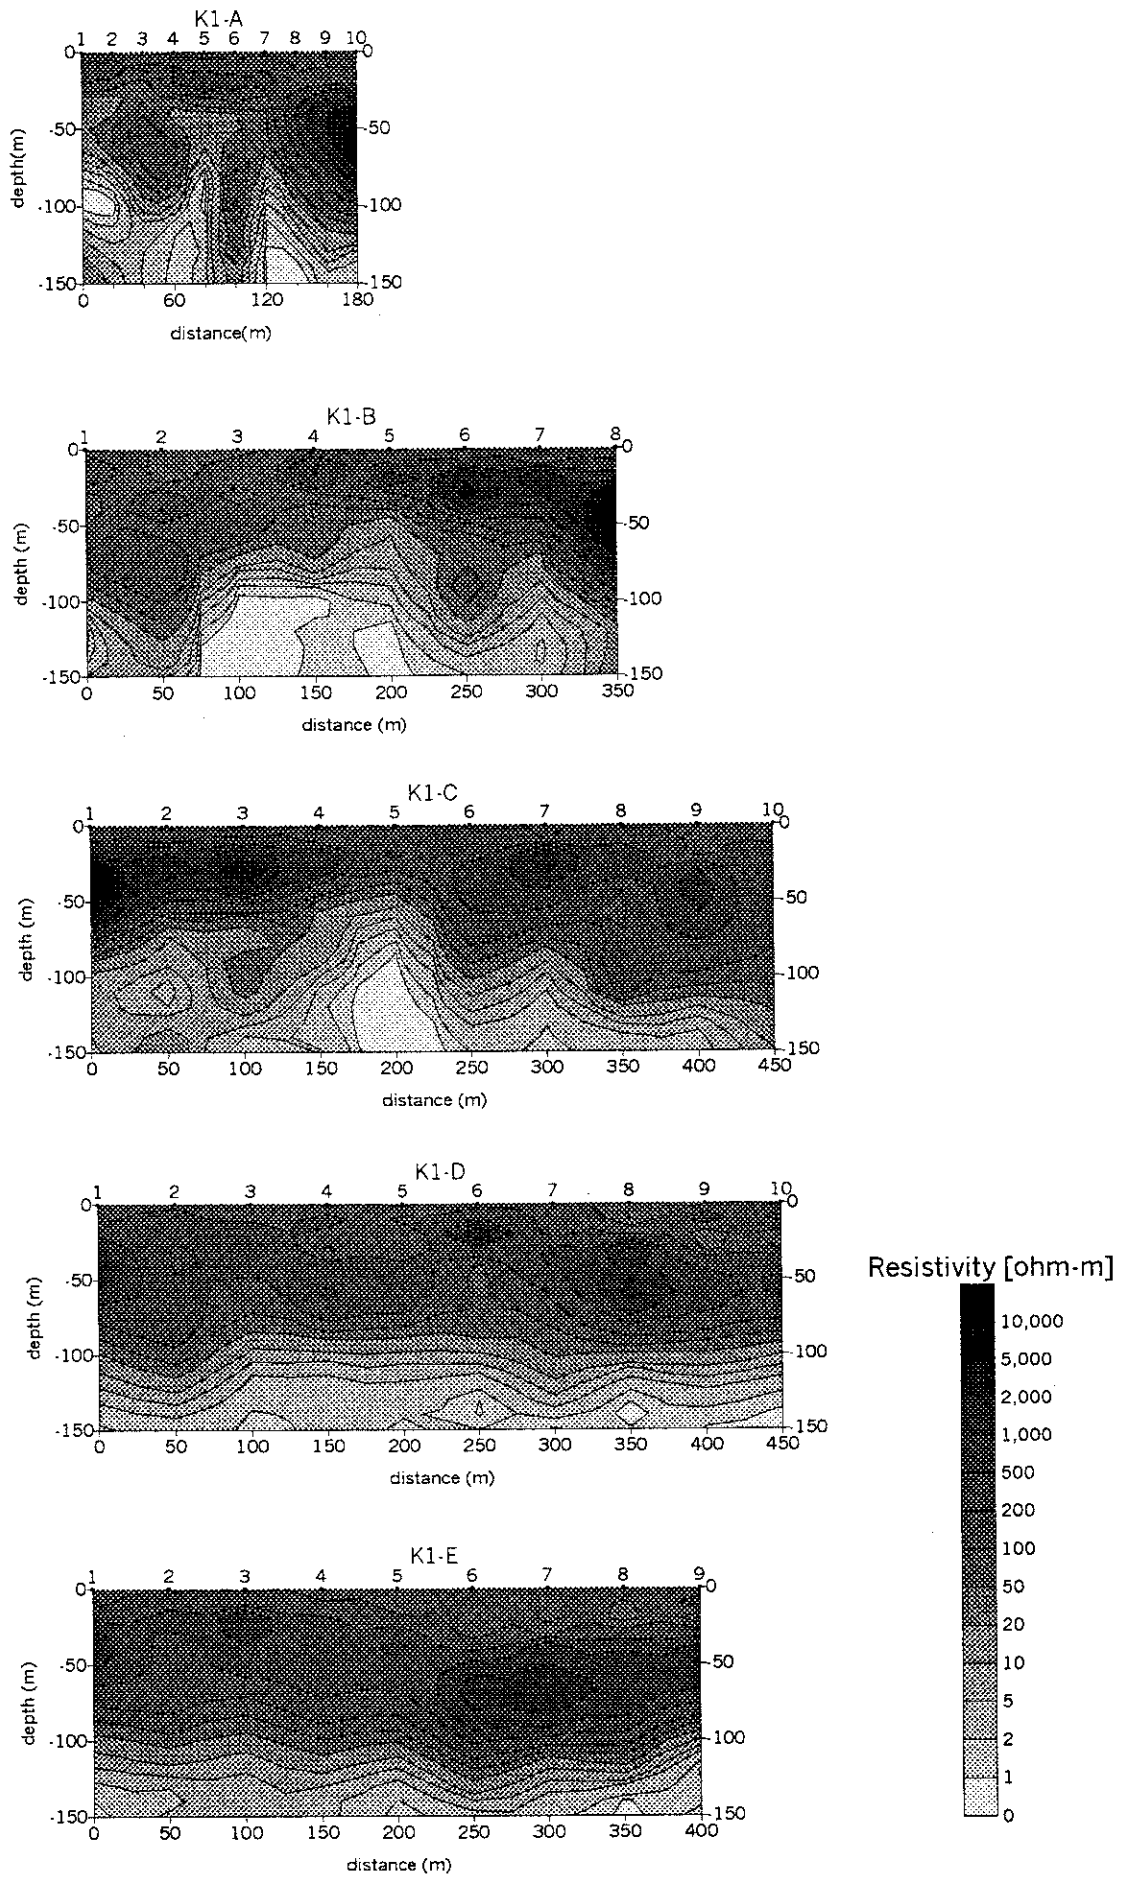 K1-A
1 2 3 4 5 6 7 8 9 10
0 0
-50 -50
-100 -100
-150 -150
depth(m)
0 60 120 180
distance(m)
K1-B
1 2 3 4 5 6 7 8
0 0
-50 -50
-100 -100
-150 -150
depth (m)
0 50 100 150 200 250 300 350
distance (m)
K1-C
1 2 3 4 5 6 7 8 9 10
0 0
-50 -50
-100 -100
-150 -150
depth (m)
0 50 100 150 200 250 300 350 400 450
distance (m)
K1-D
1 2 3 4 5 6 7 8 9 10
0 0
-50 -50
-100 -100
-150 -150
depth (m)
0 50 100 150 200 250 300 350 400 450
distance (m)
Resistivity [ohm-m]
10,000
5,000
2,000
1,000
500
200
100
50
20
10
5
2
1
0
K1-E
1 2 3 4 5 6 7 8 9
0 0
-50 -50
-100 -100
-150 -150
depth (m)
0 50 100 150 200 250 300 350 400
distance (m)